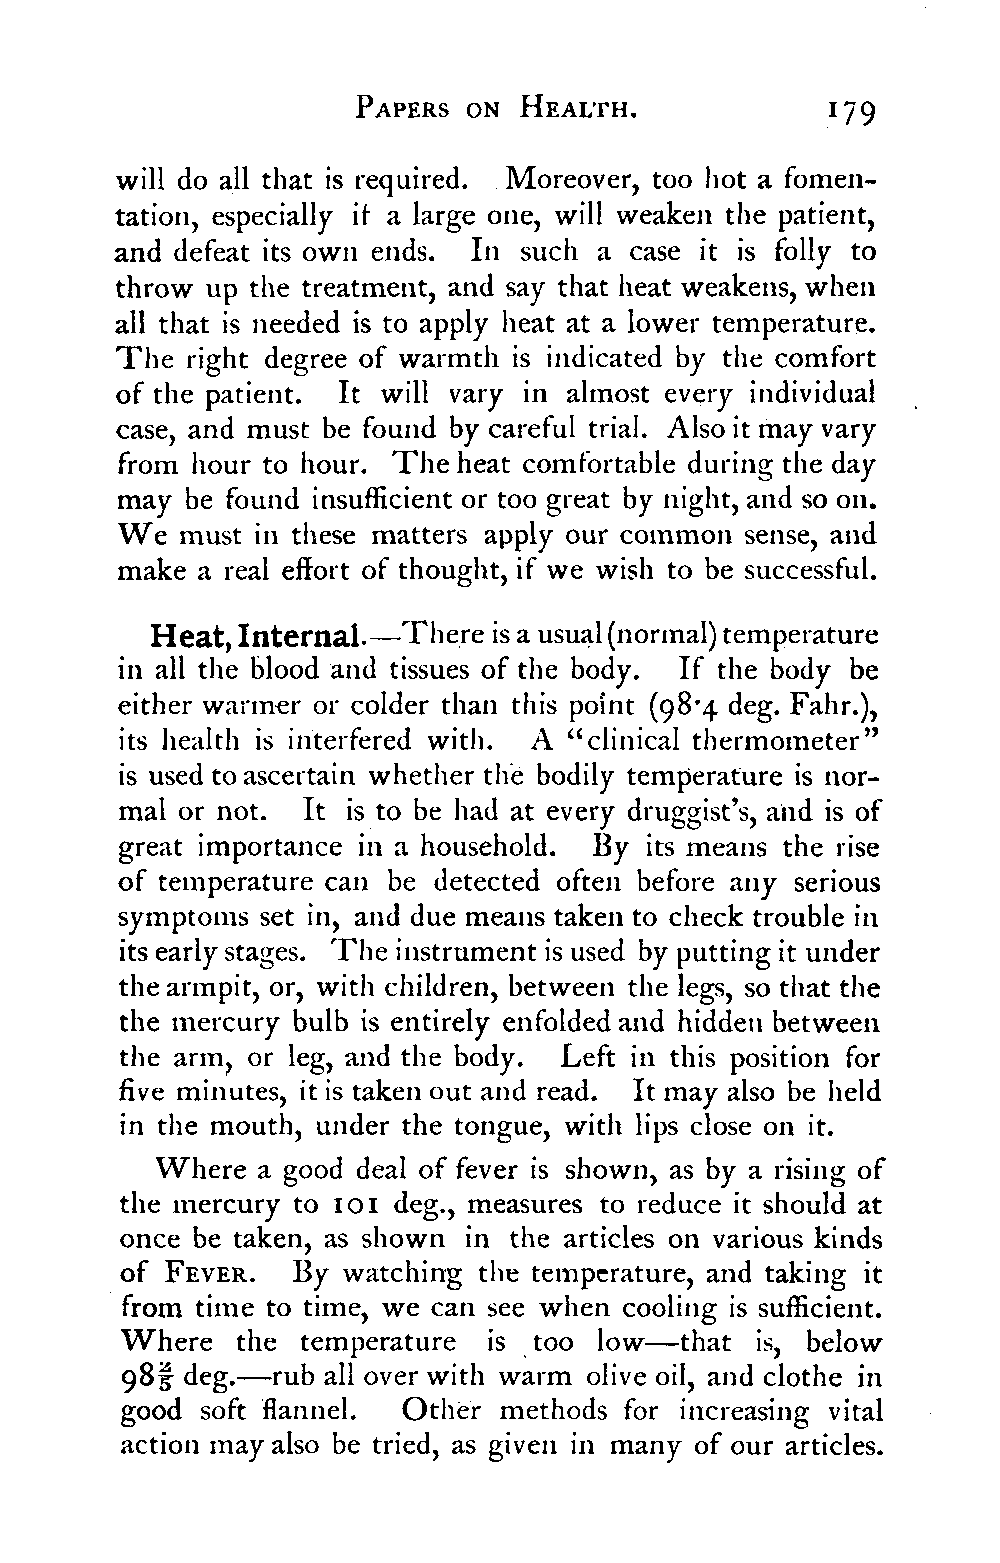 PAPERS ON HEALTH. 179
will do all that is required. Moreover, too hot a fomen-
tation, especially if a large one, will weaken the patient,
and defeat its own ends. In such a case it is folly to
throw up the treatment, and say that heat weakens, when
all that is needed is to apply heat at a lower temperature.
The right degree of warmth is indicated by the comfort
of the patient. It will vary in almost every individual
case, and must be found by careful trial. Also it may vary
from hour to hour. The heat comfortable during the day
may be found insufficient or too great by night, and so on.
We must in these matters apply our common sense, and
make a real effort of thought, if we wish to be successful.
Heat, Internal.—There is a usual (normal) temperature
in all the blood and tissues of the body. If the body be
either warmer or colder than this point (98·4 deg. Fahr.),
its health is interfered with. A “clinical thermometer”
is used to ascertain whether the bodily temperature is nor-
mal or not. It is to be had at every druggist’s, and is of
great importance in a household. By its means the rise
of temperature can be detected often before any serious
symptoms set in, and due means taken to check trouble in
its early stages. The instrument is used by putting it under
the armpit, or, with children, between the legs, so that the
the mercury bulb is entirely enfolded and hidden between
the arm, or leg, and the body. Left in this position for
five minutes, it is taken out and read. It may also be held
in the mouth, under the tongue, with lips close on it.
Where a good deal of fever is shown, as by a rising of
the mercury to 101 deg., measures to reduce it should at
once be taken, as shown in the articles on various kinds
of FEVER. By watching the temperature, and taking it
from time to time, we can see when cooling is sufficient.
Where the temperature is too low—that is, below
deg.—rub all over with warm olive oil, and clothe in
good soft flannel. Other methods for increasing vital
action may also be tried, as given in many of our articles.